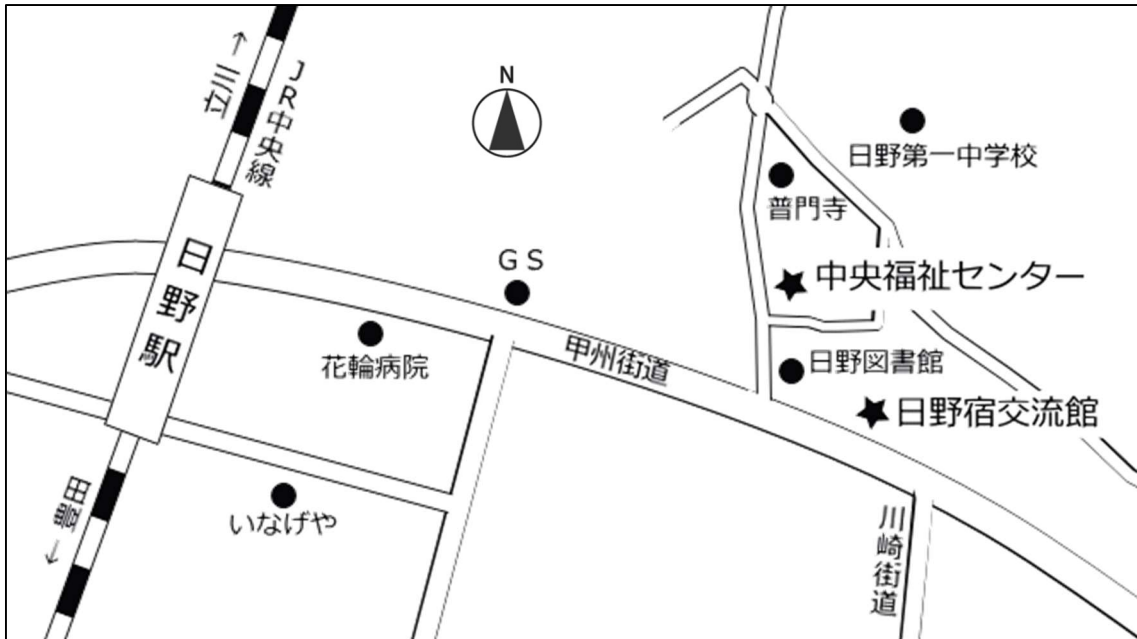 立川
JR中央線
N
日野第一中学校
普門寺
中央福祉センター
GS
日野駅
花輪病院
甲州街道
日野図書館
日野宿交流館
いなげや
豊田
川崎街道